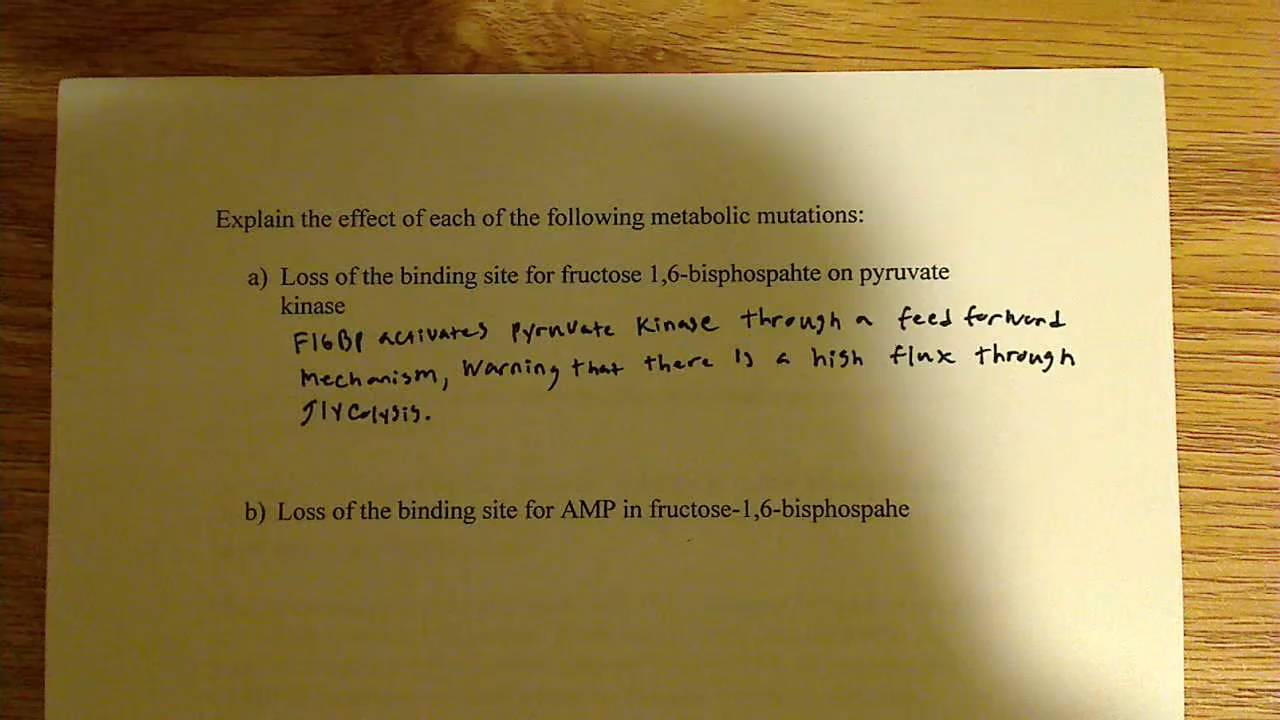 Explain the effect of each of the following metabolic mutations:
a) Loss of the binding site for fructose 1,6-bisphospahte on pyruvate
kinase
F16BP activates pyruvate kinase through a feed forward
Mechanism, Warning that there is a high flux through
glycolysis.
b) Loss of the binding site for AMP in fructose-1,6-bisphospahe